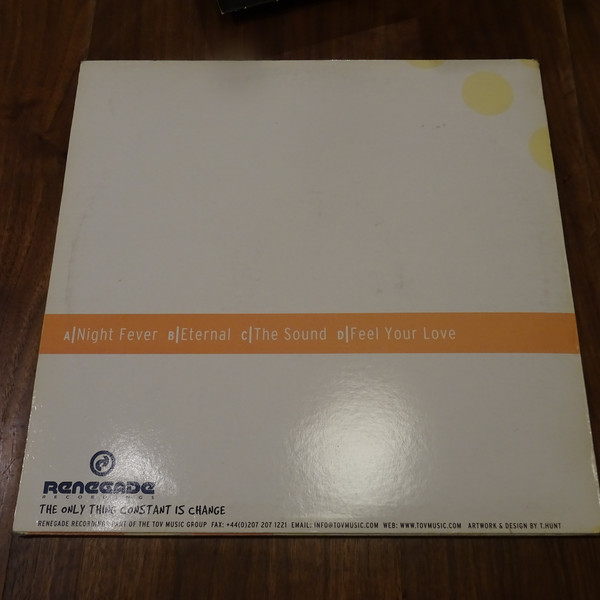 A|Night Fever B|Eternal C|The Sound D|Feel Your Love
RENEGADE
RECORDINGS
THE ONLY THING CONSTANT IS CHANGE
RENEGADE RECORDINGS PART OF THE TOV MUSIC GROUP FAX: +44(0)207 207 1221 EMAIL: INFO@TOVMUSIC.COM WEB: WWW.TOVMUSIC.COM ARTWORK & DESIGN BY T.HUNT